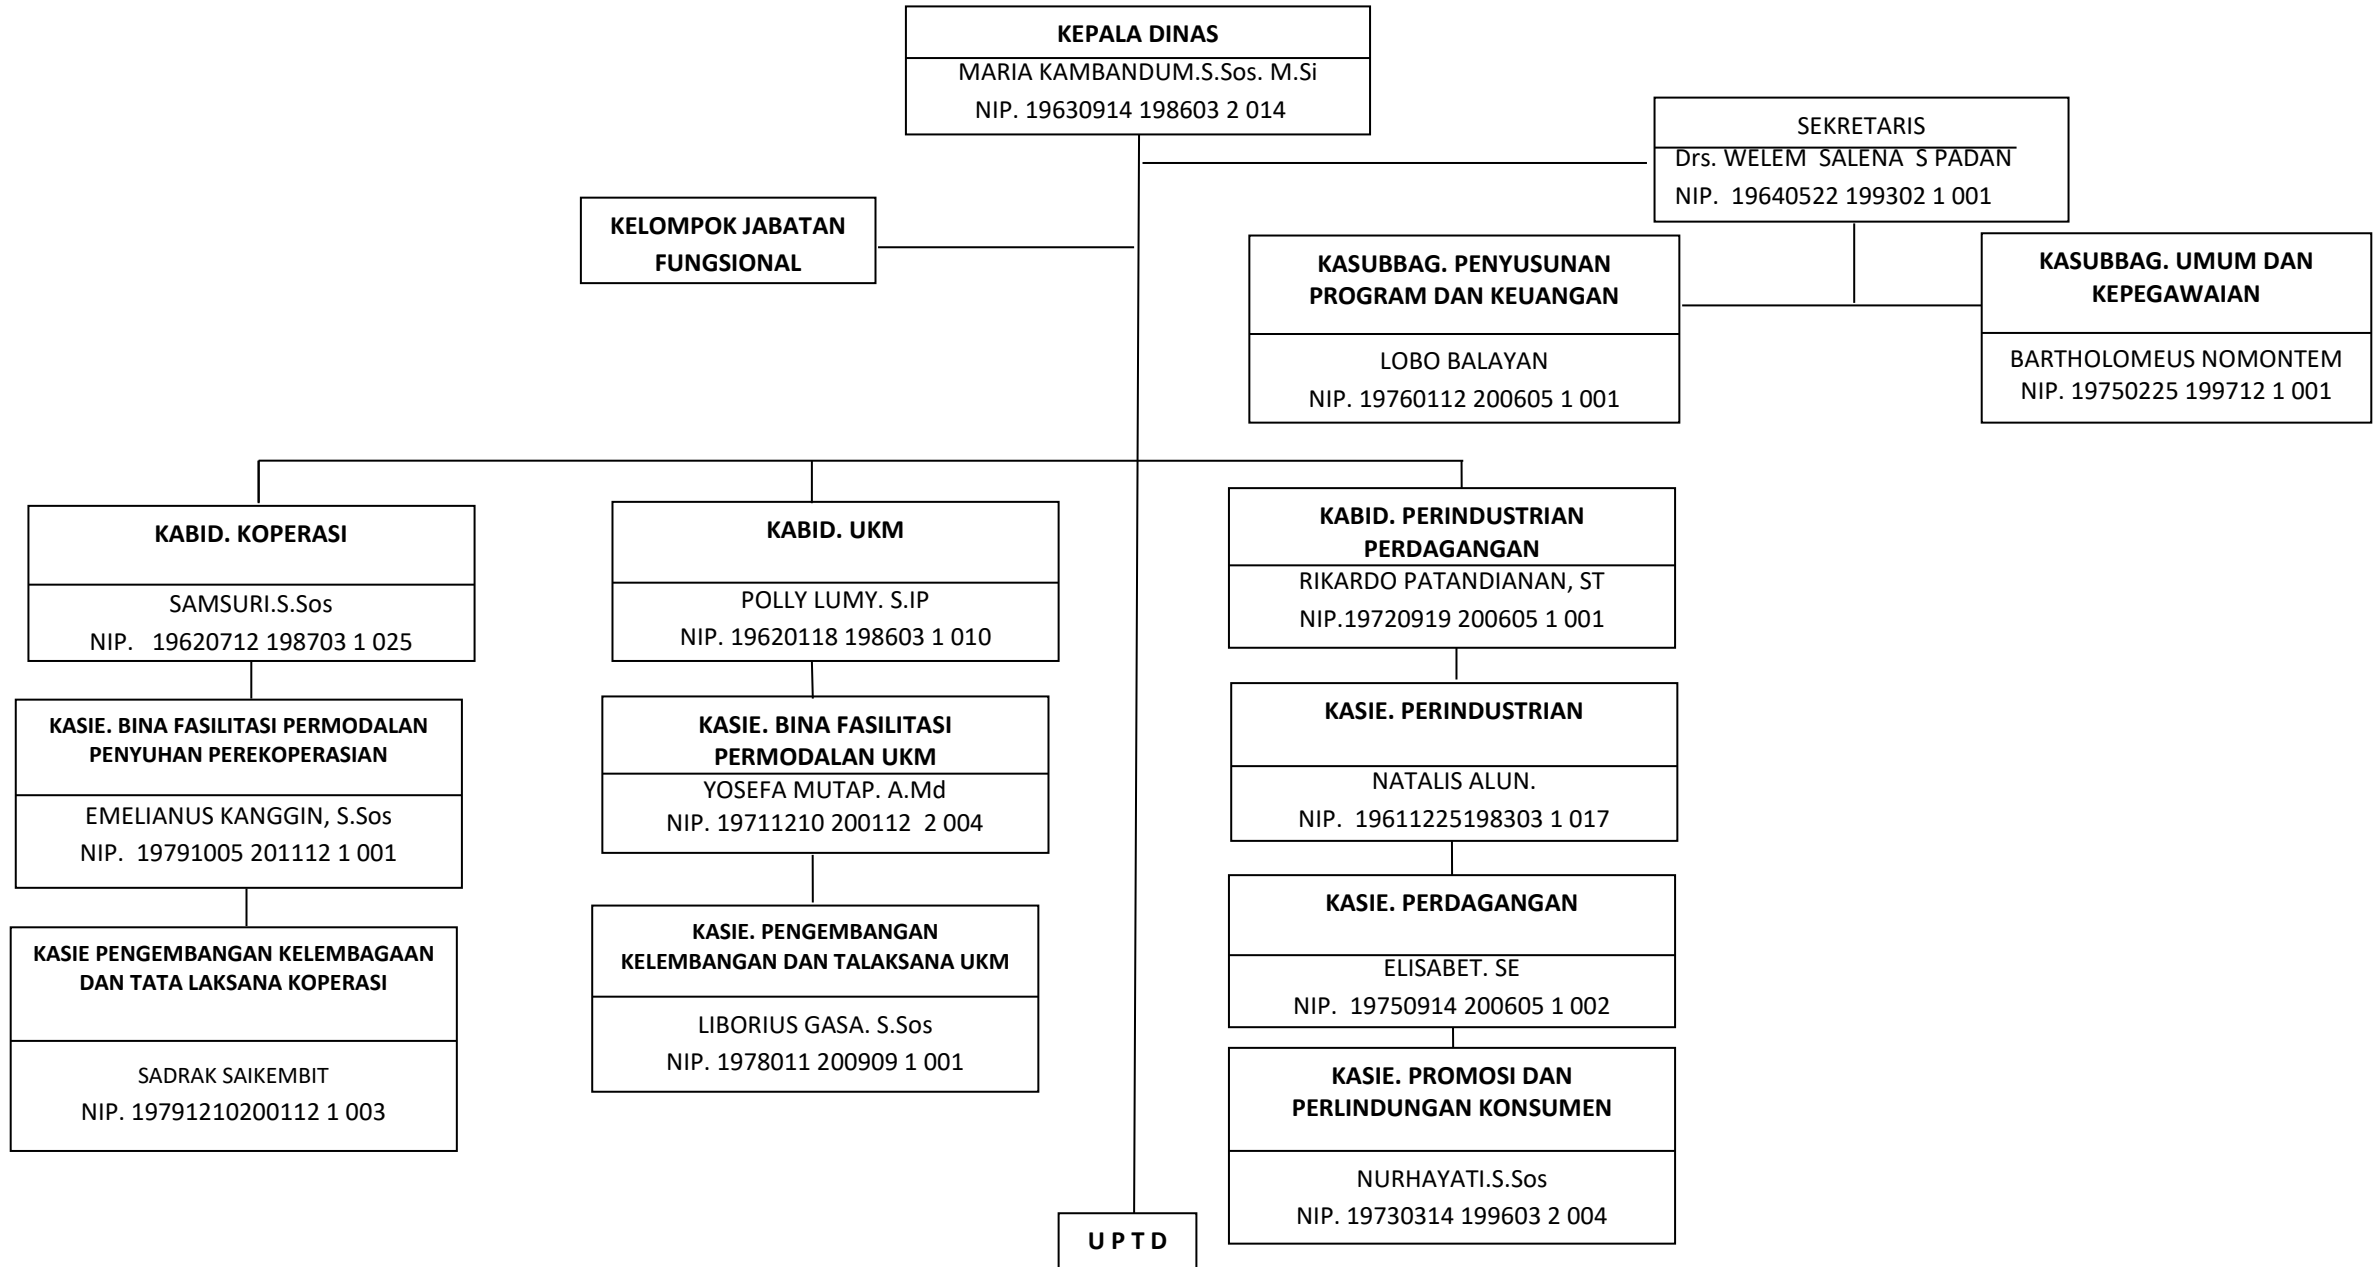 KEPALA DINAS
MARIA KAMBANDUM.S.Sos. M.Si
NIP. 19630914 198603 2 014
SEKRETARIS
Drs. WELEM  SALENA  S PADAN
NIP.  19640522 199302 1 001
KELOMPOK JABATAN
FUNGSIONAL
KASUBBAG. PENYUSUNAN
PROGRAM DAN KEUANGAN
LOBO BALAYAN
NIP. 19760112 200605 1 001
KASUBBAG. UMUM DAN
KEPEGAWAIAN
BARTHOLOMEUS NOMONTEM
NIP. 19750225 199712 1 001
KABID. KOPERASI
SAMSURI.S.Sos
NIP.   19620712 198703 1 025
KASIE. BINA FASILITASI PERMODALAN
PENYUHAN PEREKOPERASIAN
EMELIANUS KANGGIN, S.Sos
NIP.  19791005 201112 1 001
KASIE PENGEMBANGAN KELEMBAGAAN
DAN TATA LAKSANA KOPERASI
SADRAK SAIKEMBIT
NIP. 19791210200112 1 003
KABID. UKM
POLLY LUMY. S.IP
NIP. 19620118 198603 1 010
KASIE. BINA FASILITASI
PERMODALAN UKM
YOSEFA MUTAP. A.Md
NIP. 19711210 200112  2 004
KASIE. PENGEMBANGAN
KELEMBANGAN DAN TALAKSANA UKM
LIBORIUS GASA. S.Sos
NIP. 1978011 200909 1 001
KABID. PERINDUSTRIAN
PERDAGANGAN
RIKARDO PATANDIANAN, ST
NIP.19720919 200605 1 001
KASIE. PERINDUSTRIAN
NATALIS ALUN.
NIP.  19611225198303 1 017
KASIE. PERDAGANGAN
ELISABET. SE
NIP.  19750914 200605 1 002
KASIE. PROMOSI DAN
PERLINDUNGAN KONSUMEN
NURHAYATI.S.Sos
NIP. 19730314 199603 2 004
U P T D